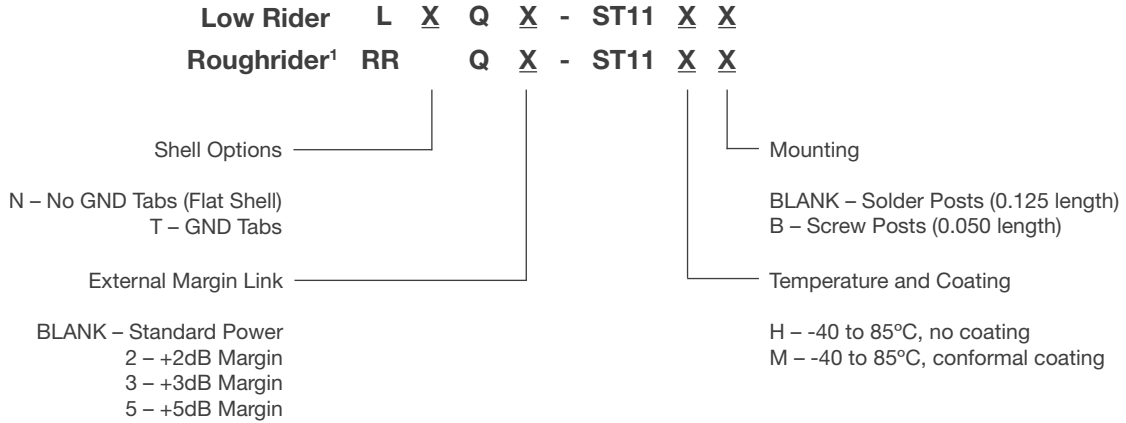 Low Rider L X Q X - ST11 X X
Roughrider¹ RR Q X - ST11 X X
Shell Options
N – No GND Tabs (Flat Shell)
T – GND Tabs
External Margin Link
BLANK – Standard Power
2 – +2dB Margin
3 – +3dB Margin
5 – +5dB Margin
Mounting
BLANK – Solder Posts (0.125 length)
B – Screw Posts (0.050 length)
Temperature and Coating
H – -40 to 85ºC, no coating
M – -40 to 85ºC, conformal coating